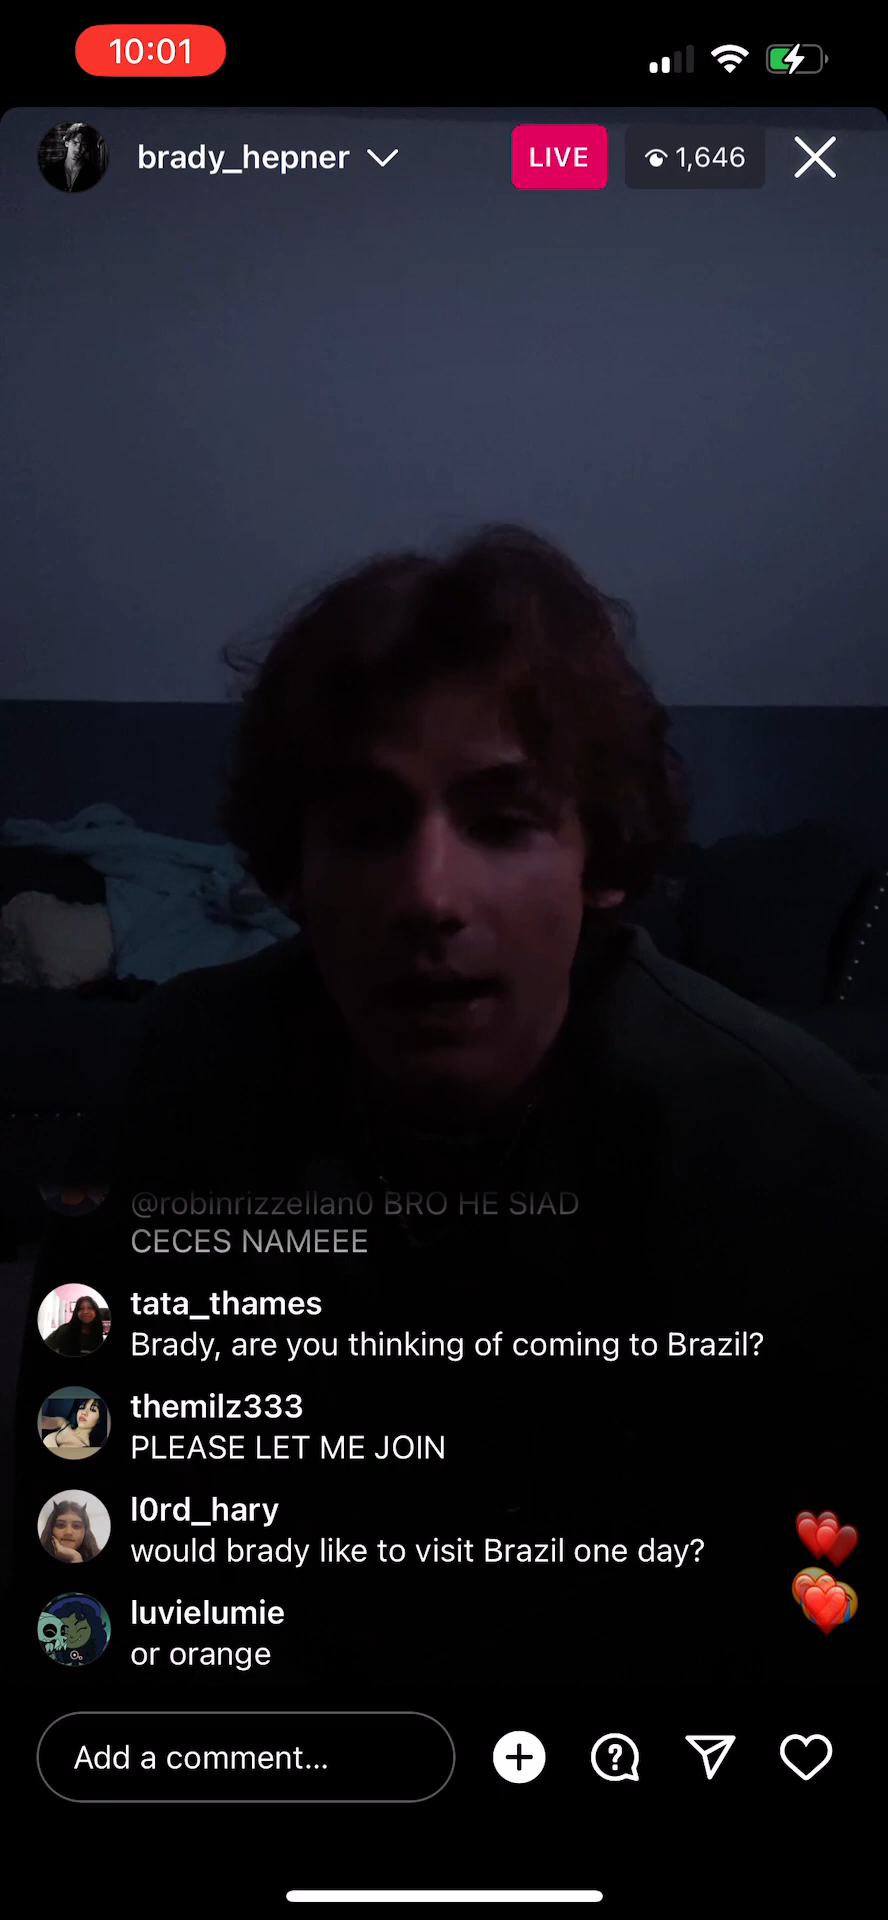 10:01
brady_hepner
LIVE
1,646
@robinrizzellan0 BRO HE SIAD
CECES NAMEEE
tata_thames
Brady, are you thinking of coming to Brazil?
themilz333
PLEASE LET ME JOIN
l0rd_hary
would brady like to visit Brazil one day?
luvielumie
or orange
Add a comment...